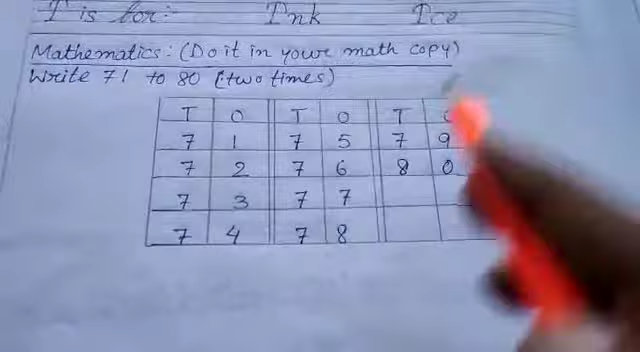 I is for:- Ink Ice
Mathematics: (Do it in youre math copy)
Write 71 to 80 (two times)
T O T O T
7 1 7 5 7 9
7 2 7 6 8 0
7 3 7 7
7 4 7 8